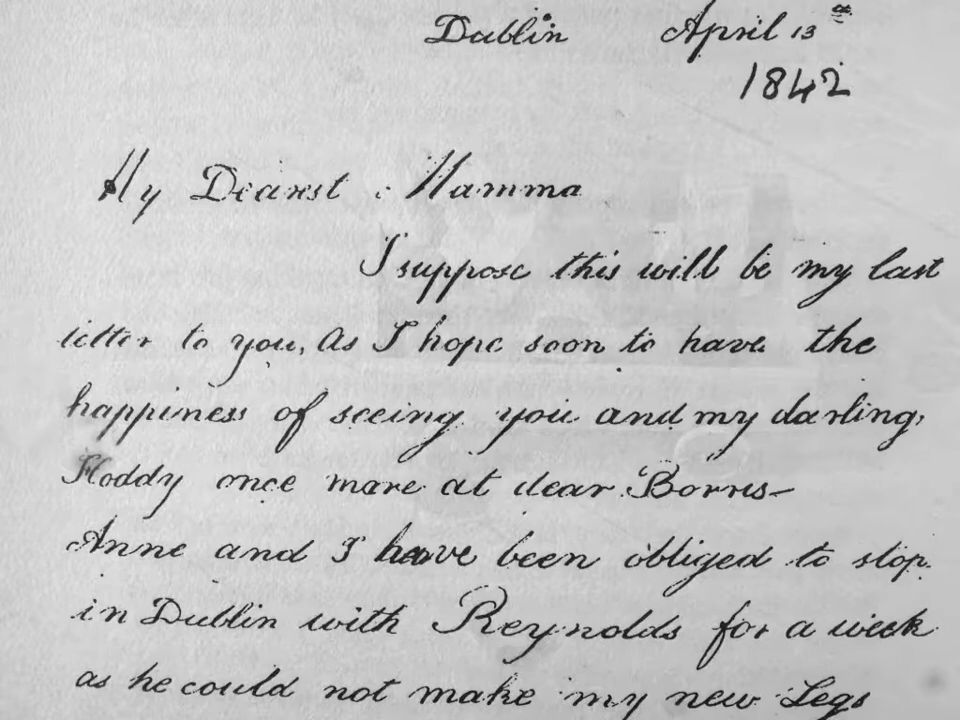 Dublin April 13th
1842
My Dearest Mamma
I suppose this will be my last
letter to you, As I hope soon to have the
happiness of seeing you and my darling
Hoddy once more at dear Borris—
Anne and I have been obliged to stop
in Dublin with Reynolds for a week
as he could not make my new Legs